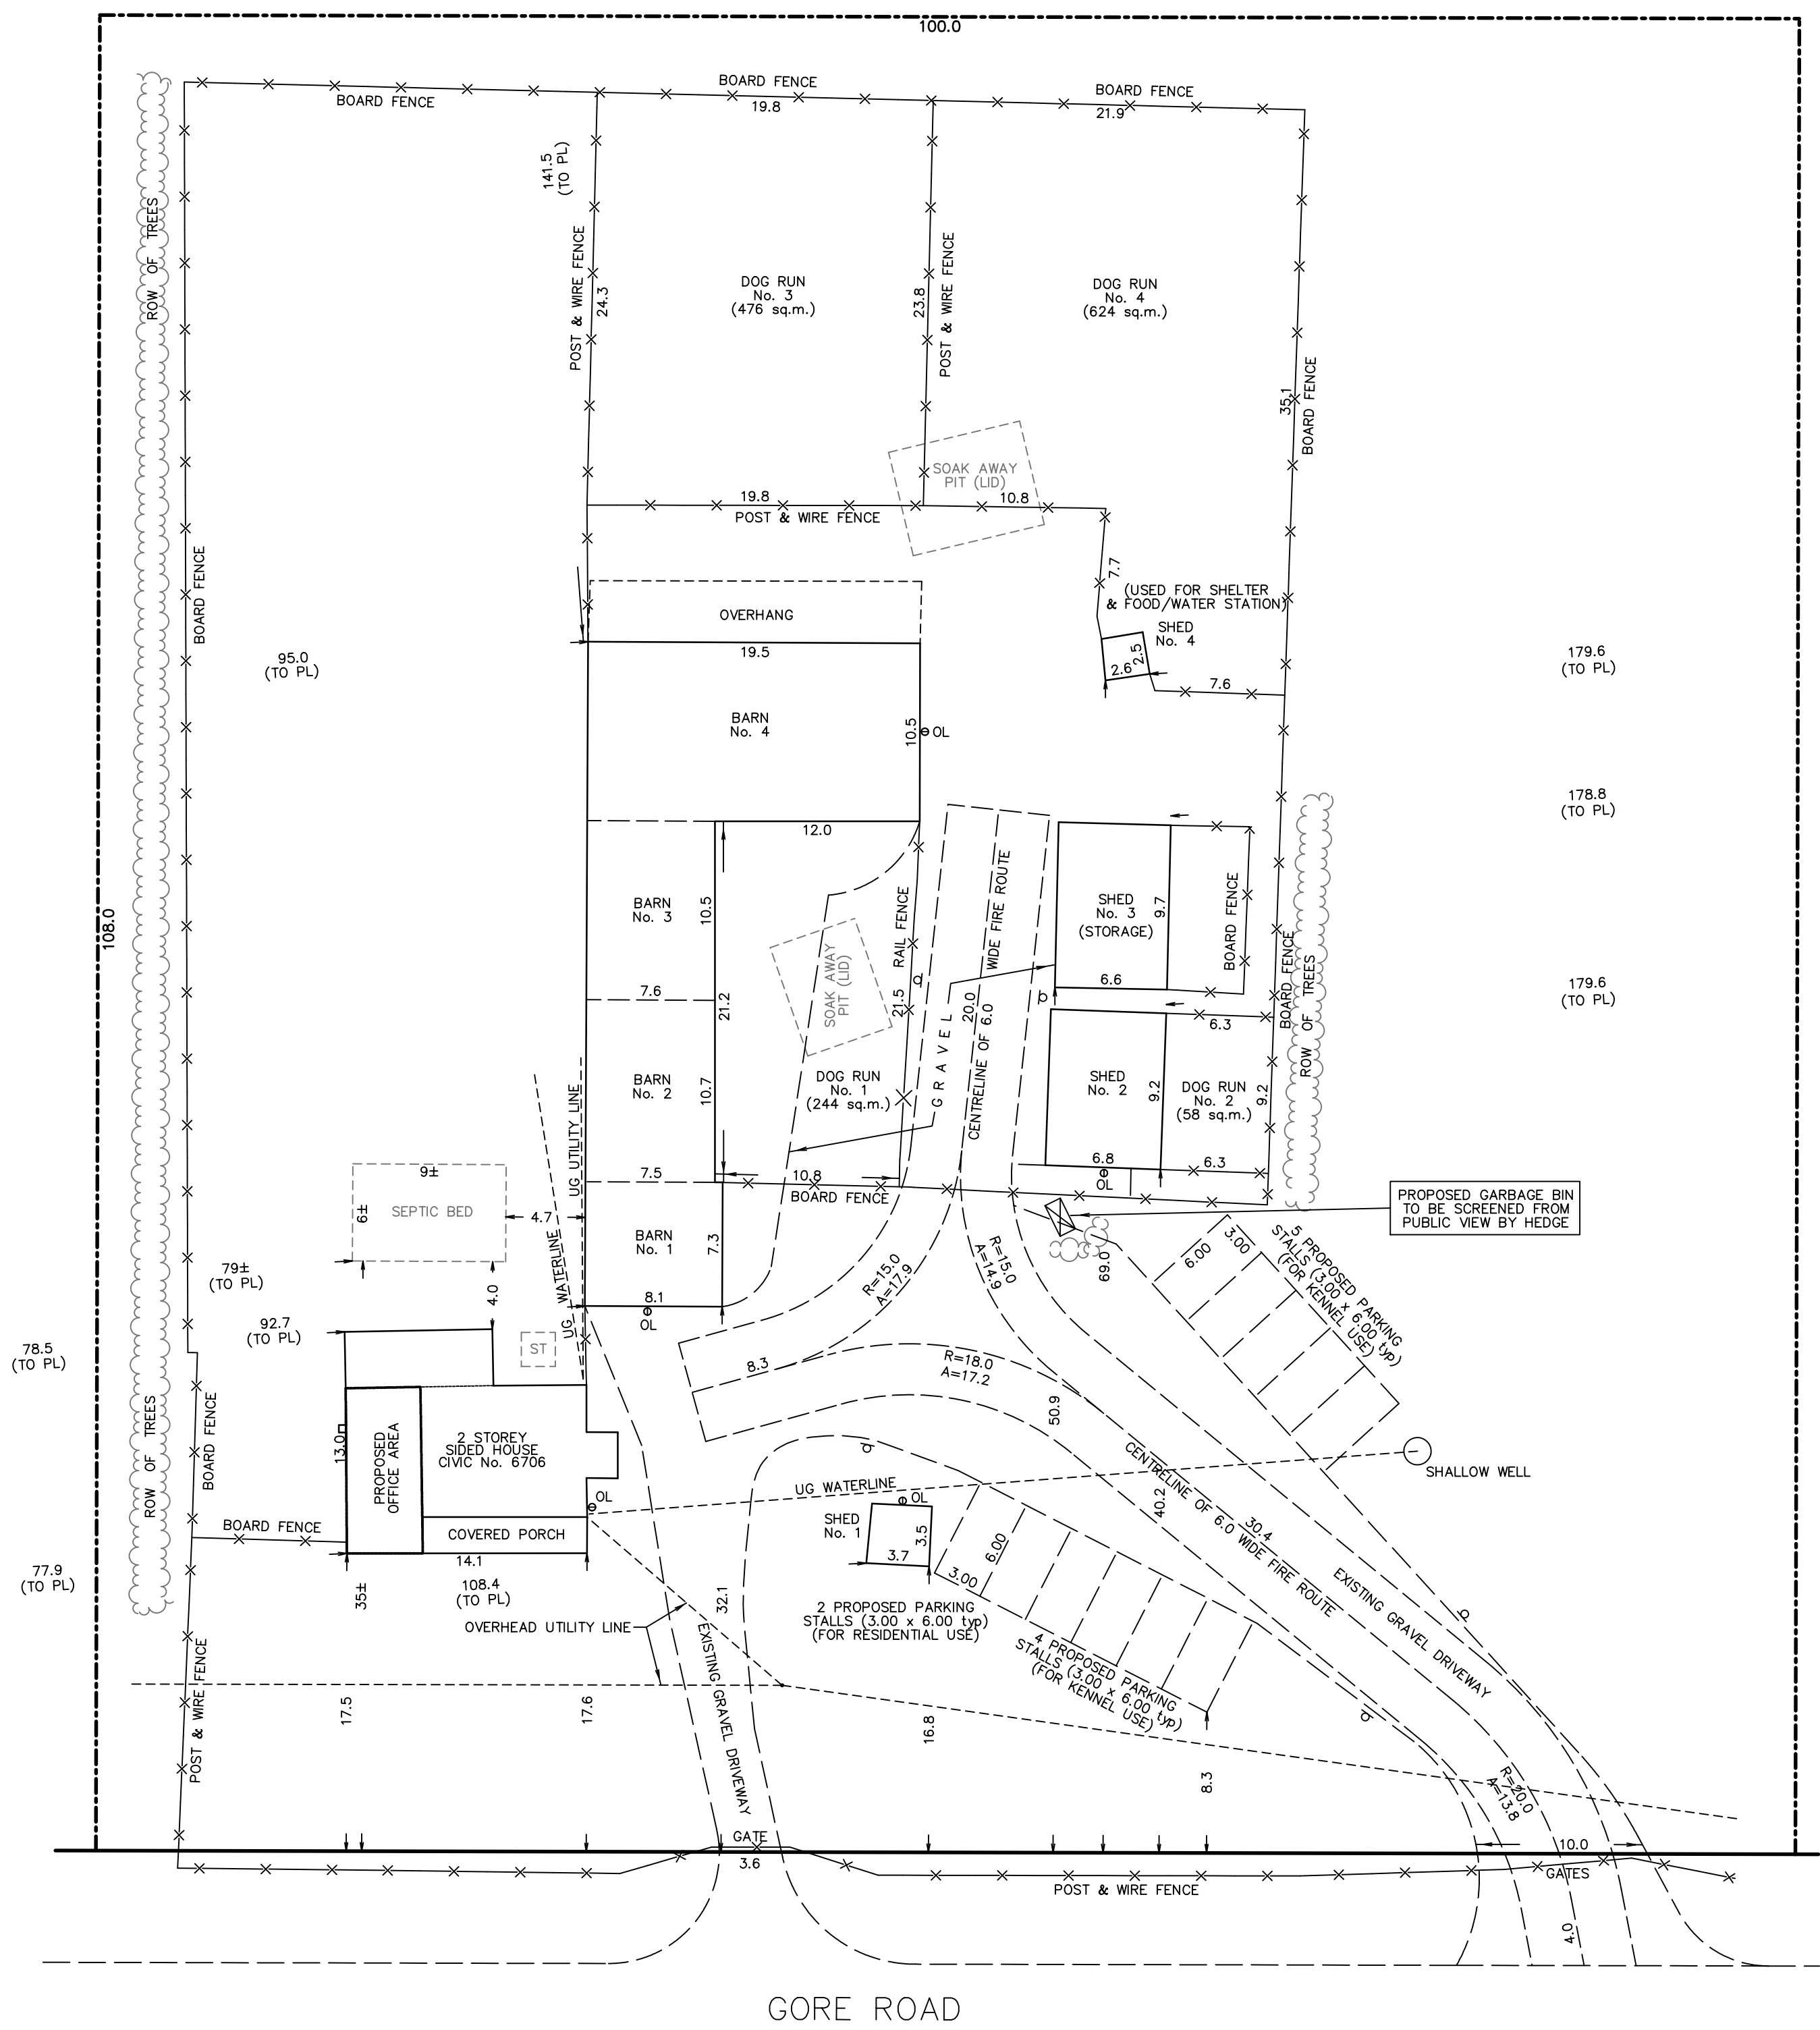 100.0
BOARD FENCE
BOARD FENCE
19.8
BOARD FENCE
21.9
ROW OF TREES
141.5
(TO PL)
POST & WIRE FENCE
24.3
DOG RUN
No. 3
(476 sq.m.)
23.8
POST & WIRE FENCE
DOG RUN
No. 4
(624 sq.m.)
35.1
BOARD FENCE
SOAK AWAY
PIT (LID)
19.8
POST & WIRE FENCE
10.8
7.7
BOARD FENCE
(USED FOR SHELTER
& FOOD/WATER STATION)
SHED
No. 4
2.5
2.6
7.6
OVERHANG
19.5
95.0
(TO PL)
179.6
(TO PL)
BARN
No. 4
10.5
OL
178.8
(TO PL)
12.0
108.0
BARN
No. 3
10.5
RAIL FENCE
WIDE FIRE ROUTE
SHED
No. 3
(STORAGE)
9.7
BOARD FENCE
BOARD FENCE
ROW OF TREES
SOAK AWAY
PIT (LID)
7.6
21.2
21.5
GRAVEL
20.0
CENTRELINE OF 6.0
6.6
179.6
(TO PL)
6.3
BARN
No. 2
10.7
DOG RUN
No. 1
(244 sq.m.)
SHED
No. 2
9.2
DOG RUN
No. 2
(58 sq.m.)
9.2
UG UTILITY LINE
9±
6±
SEPTIC BED
4.7
7.5
10.8
BOARD FENCE
6.8
OL
6.3
PROPOSED GARBAGE BIN
TO BE SCREENED FROM
PUBLIC VIEW BY HEDGE
BARN
No. 1
7.3
8.1
OL
UG WATERLINE
79±
(TO PL)
4.0
R=15.0
A=17.9
R=15.0
A=14.9
69.0
6.00
3.00
5 PROPOSED PARKING
STALLS (3.00 x 6.00 typ)
(FOR KENNEL USE)
92.7
(TO PL)
78.5
(TO PL)
ST
8.3
R=18.0
A=17.2
50.9
ROW OF TREES
BOARD FENCE
13.0
PROPOSED
OFFICE AREA
2 STOREY
SIDED HOUSE
CIVIC No. 6706
OL
COVERED PORCH
14.1
BOARD FENCE
UG WATERLINE
SHALLOW WELL
CENTRELINE OF 6.0 WIDE FIRE ROUTE
30.4
40.2
SHED
No. 1
OL
3.5
3.7
3.00
6.00
77.9
(TO PL)
35±
108.4
(TO PL)
OVERHEAD UTILITY LINE
32.1
2 PROPOSED PARKING
STALLS (3.00 x 6.00 typ)
(FOR RESIDENTIAL USE)
4 PROPOSED PARKING
STALLS (3.00 x 6.00 typ)
(FOR KENNEL USE)
EXISTING GRAVEL DRIVEWAY
EXISTING GRAVEL DRIVEWAY
POST & WIRE FENCE
17.5
17.6
16.8
8.3
R=20.0
A=13.8
GATE
3.6
10.0
GATES
POST & WIRE FENCE
4.0
GORE ROAD